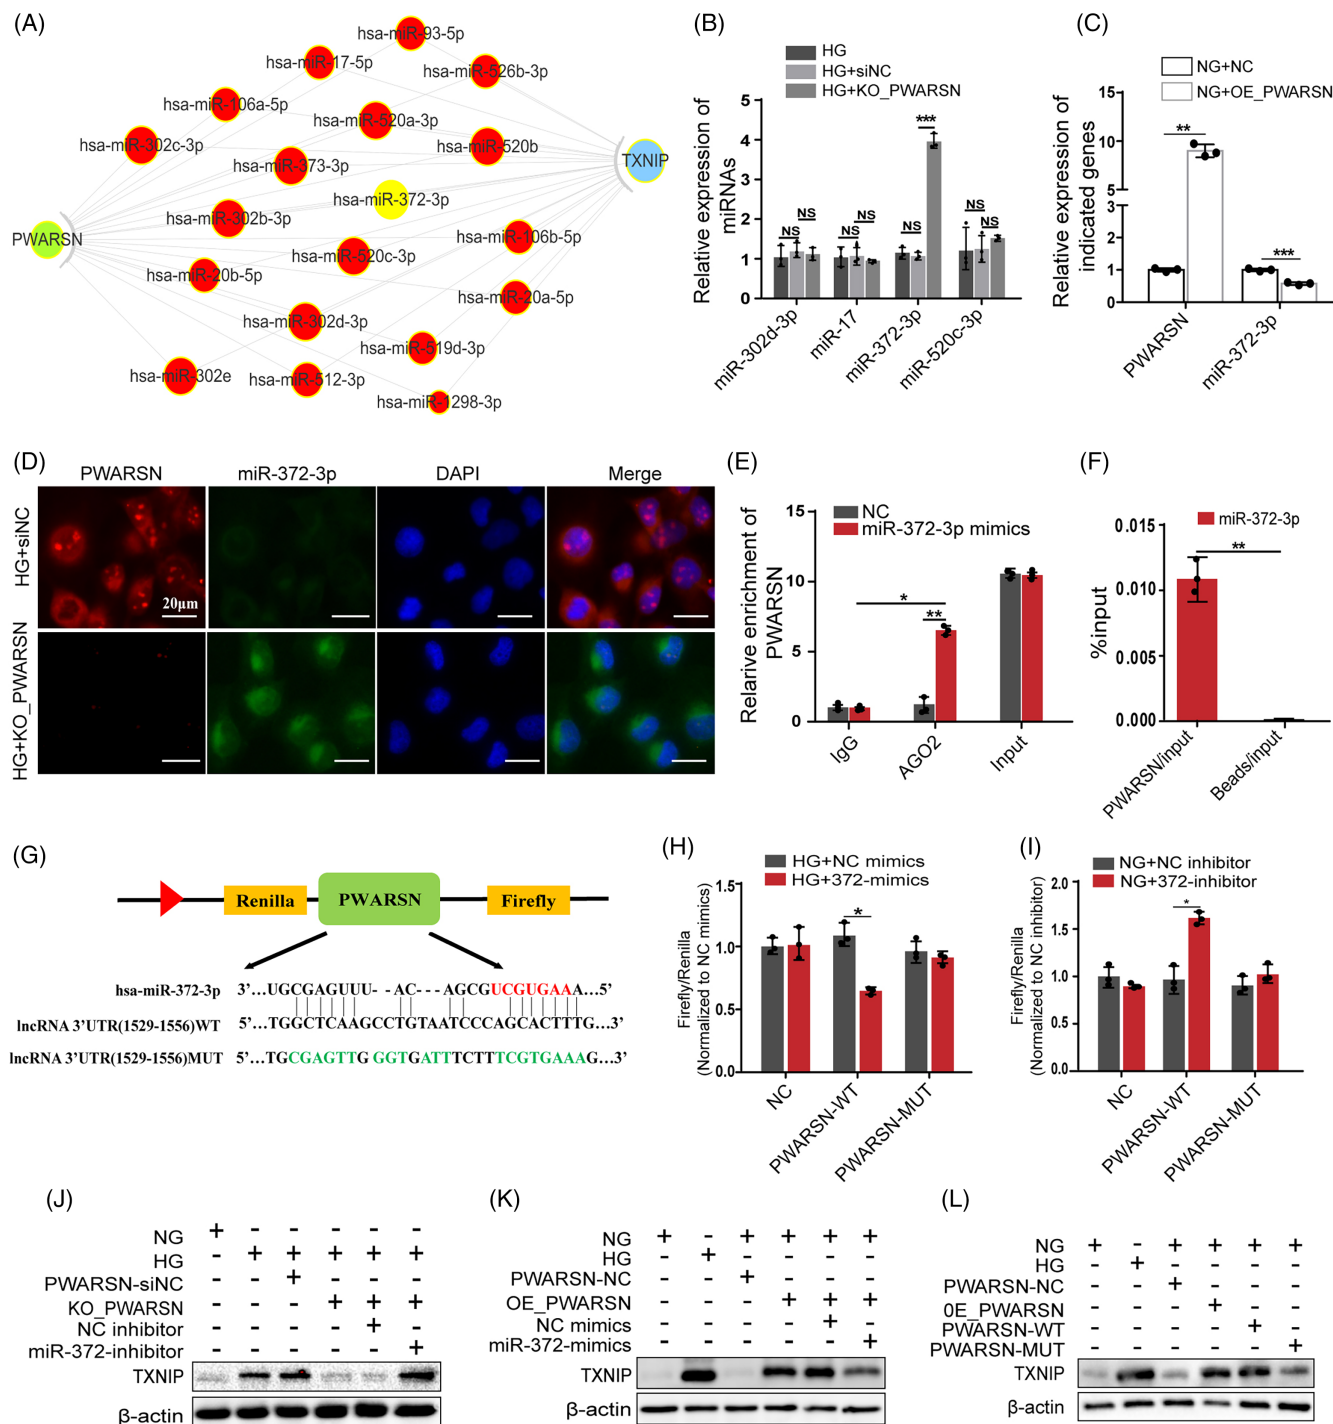 (A)
hsa-miR-93-5p
hsa-miR-17-5p
hsa-miR-526b-3p
hsa-miR-106a-5p
hsa-miR-520a-3p
hsa-miR-302c-3p
hsa-miR-520b
TXNIP
hsa-miR-373-3p
hsa-miR-372-3p
hsa-miR-302b-3p
PWARSN
hsa-miR-106b-5p
hsa-miR-520c-3p
hsa-miR-20b-5p
hsa-miR-20a-5p
hsa-miR-302d-3p
hsa-miR-519d-3p
hsa-miR-302e
hsa-miR-512-3p
hsa-miR-1298-3p
(B)
HG
HG+siNC
HG+KO_PWARSN
Relative expression of
miRNAs
5
4
3
2
1
0
NS NS
NS NS
***
NS
NS NS
miR-302d-3p
miR-17
miR-372-3p
miR-520c-3p
(C)
NG+NC
NG+OE_PWARSN
Relative expression of
indicated genes
15
10
5
3
2
1
0
**
***
PWARSN
miR-372-3p
(D)
PWARSN miR-372-3p DAPI Merge
HG+siNC
20μm
HG+KO_PWARSN
(E)
NC
miR-372-3p mimics
Relarive enrichment of
PWARSN
15
10
5
0
*
**
IgG
AGO2
Input
(F)
miR-372-3p
%input
0.015
0.010
0.005
0.000
**
PWARSN/input
Beads/input
(G)
Renilla PWARSN Firefly
hsa-miR-372-3p 3’…UGCGAGUUU--AC---AGCGUCGUGAAA…5’
lncRNA 3’UTR(1529-1556)WT 5’…TGGCTCAAGCCTGTAATCCCAGCACTTTG…3’
lncRNA 3’UTR(1529-1556)MUT 5’…TGCGAGTTGGGTGATTTCTTTCGTGAAAG…3’
(H)
HG+NC mimics
HG+372-mimics
Firefly/Renilla
(Normalized to NC mimics)
1.5
1.0
0.5
0.0
*
NC
PWARSN-WT
PWARSN-MUT
(I)
NG+NC inhibitor
NG+372-inhibitor
Firefly/Renilla
(Normalized to NC inhibitor)
2.0
1.5
1.0
0.5
0.0
*
NC
PWARSN-WT
PWARSN-MUT
(J)
NG + - - - - -
HG - + + + + +
PWARSN-siNC - - + - - -
KO_PWARSN - - - + + +
NC inhibitor - - - - + -
miR-372-inhibitor - - - - - +
TXNIP
β-actin
(K)
NG + - + + + +
HG - + - - - -
PWARSN-NC - - + - - -
OE_PWARSN - - - + + +
NC mimics - - - - + -
miR-372-mimics - - - - - +
TXNIP
β-actin
(L)
NG + - + + + +
HG - + - - - -
PWARSN-NC - - + - - -
0E_PWARSN - - - + - -
PWARSN-WT - - - - + -
PWARSN-MUT - - - - - +
TXNIP
β-actin